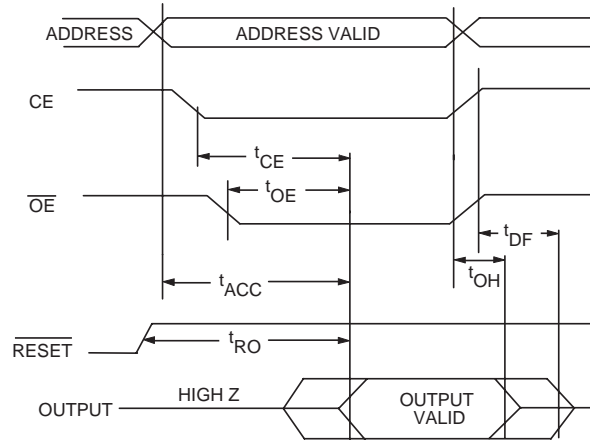 ADDRESS ADDRESS VALID
CE
tCE
OE
tOE
tDF
tOH
tACC
RESET
tRO
OUTPUT HIGH Z OUTPUT
VALID